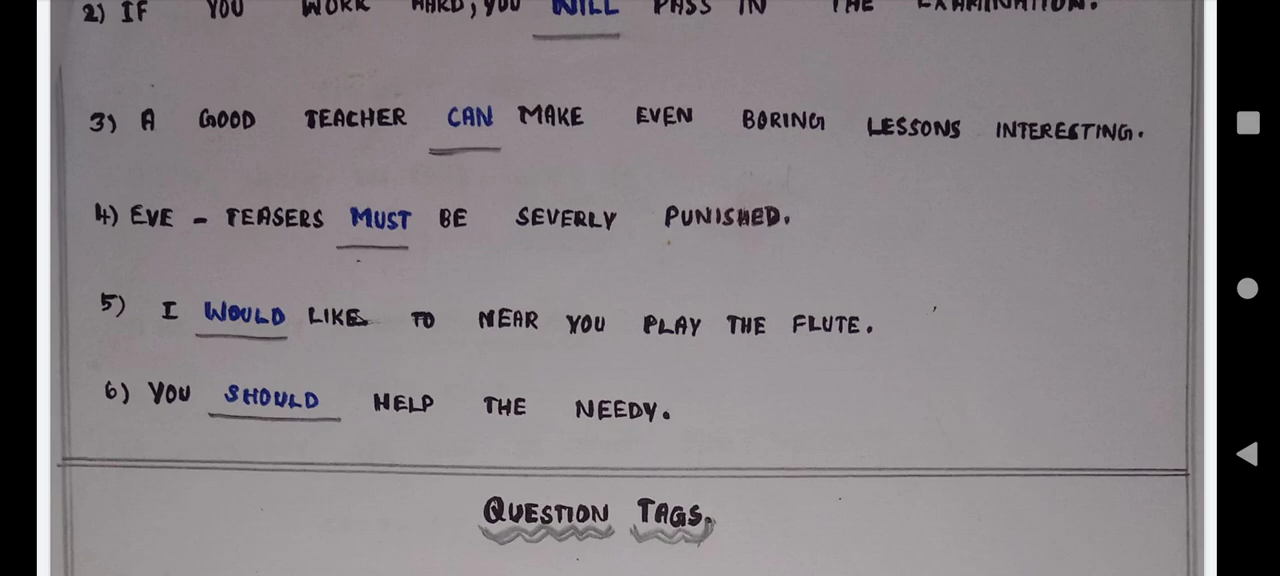 2) IF YOU WORK HARD, YOU WILL PASS IN THE EXAMINATION.
3) A GOOD TEACHER CAN MAKE EVEN BORING LESSONS INTERESTING.
4) EVE - TEASERS MUST BE SEVERLY PUNISHED.
5) I WOULD LIKE TO HEAR YOU PLAY THE FLUTE.
6) YOU SHOULD HELP THE NEEDY.
QUESTION TAGS.